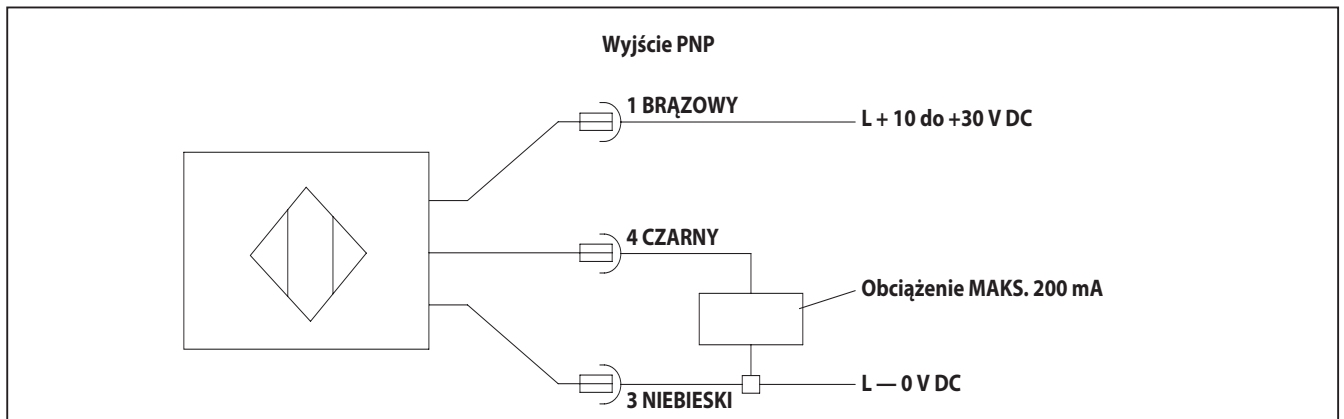 Wyjście PNP
1 BRĄZOWY
L + 10 do +30 V DC
4 CZARNY
Obciążenie MAKS. 200 mA
L — 0 V DC
3 NIEBIESKI